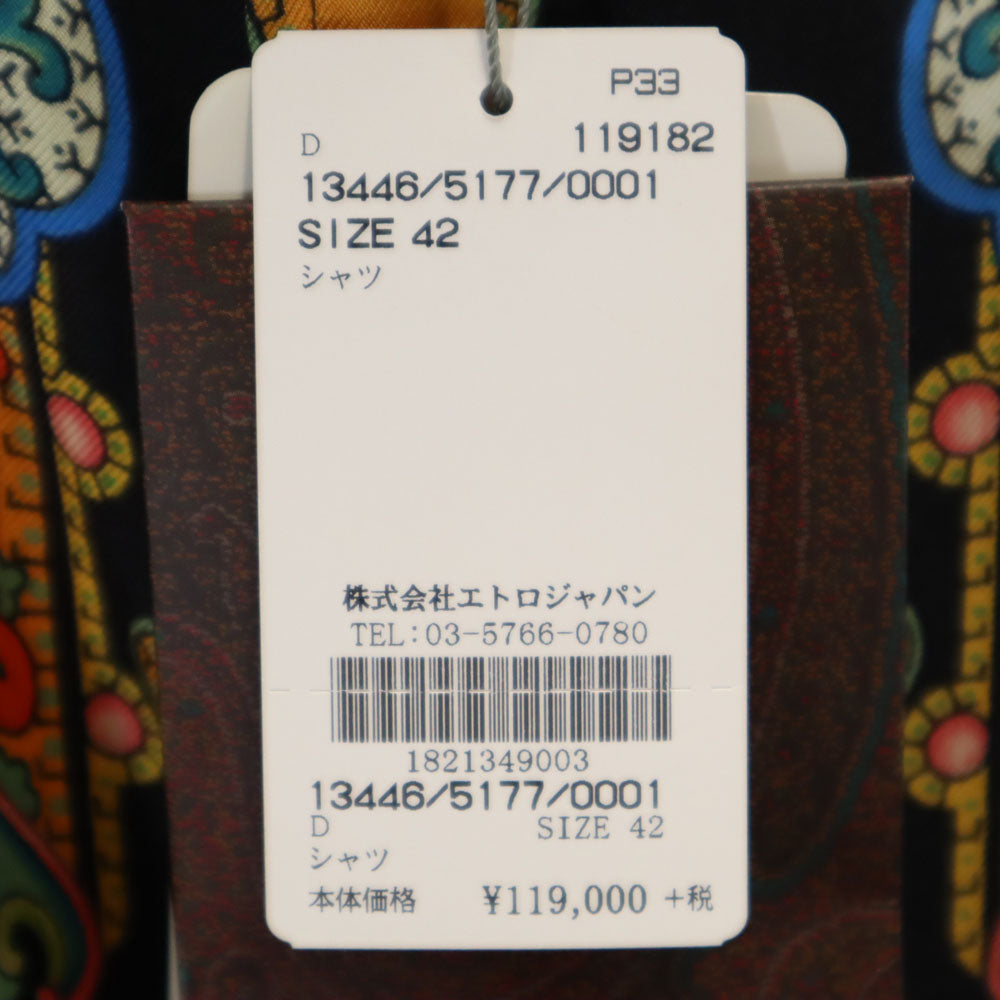 P33
D 119182
13446/5177/0001
SIZE 42
シャツ
株式会社エトロジャパン
TEL:03-5766-0780
1821349003
13446/5177/0001
D SIZE 42
シャツ
本体価格 ¥119,000 +税